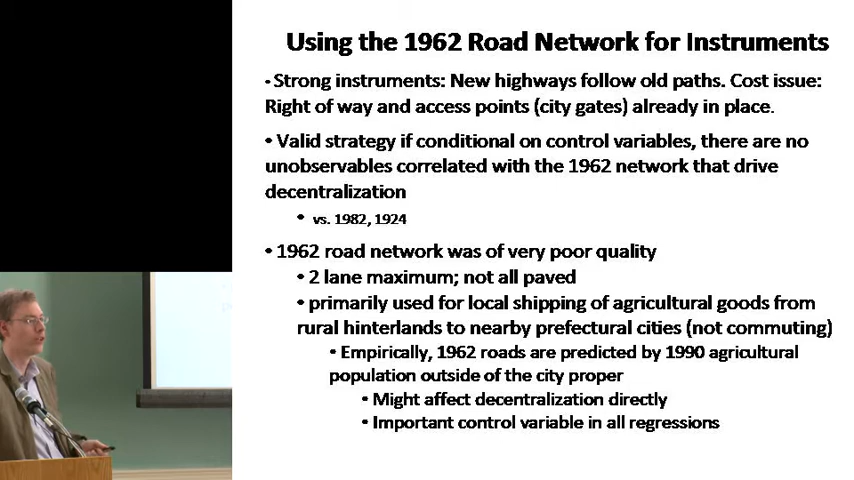 Using the 1962 Road Network for Instruments
• Strong instruments: New highways follow old paths. Cost issue:
Right of way and access points (city gates) already in place.
• Valid strategy if conditional on control variables, there are no
unobservables correlated with the 1962 network that drive
decentralization
• vs. 1982, 1924
• 1962 road network was of very poor quality
• 2 lane maximum; not all paved
• primarily used for local shipping of agricultural goods from
rural hinterlands to nearby prefectural cities (not commuting)
• Empirically, 1962 roads are predicted by 1990 agricultural
population outside of the city proper
• Might affect decentralization directly
• Important control variable in all regressions